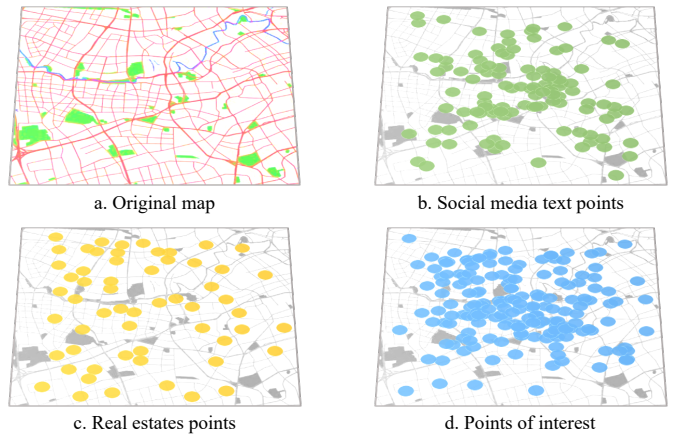 a. Original map
b. Social media text points
c. Real estates points
d. Points of interest